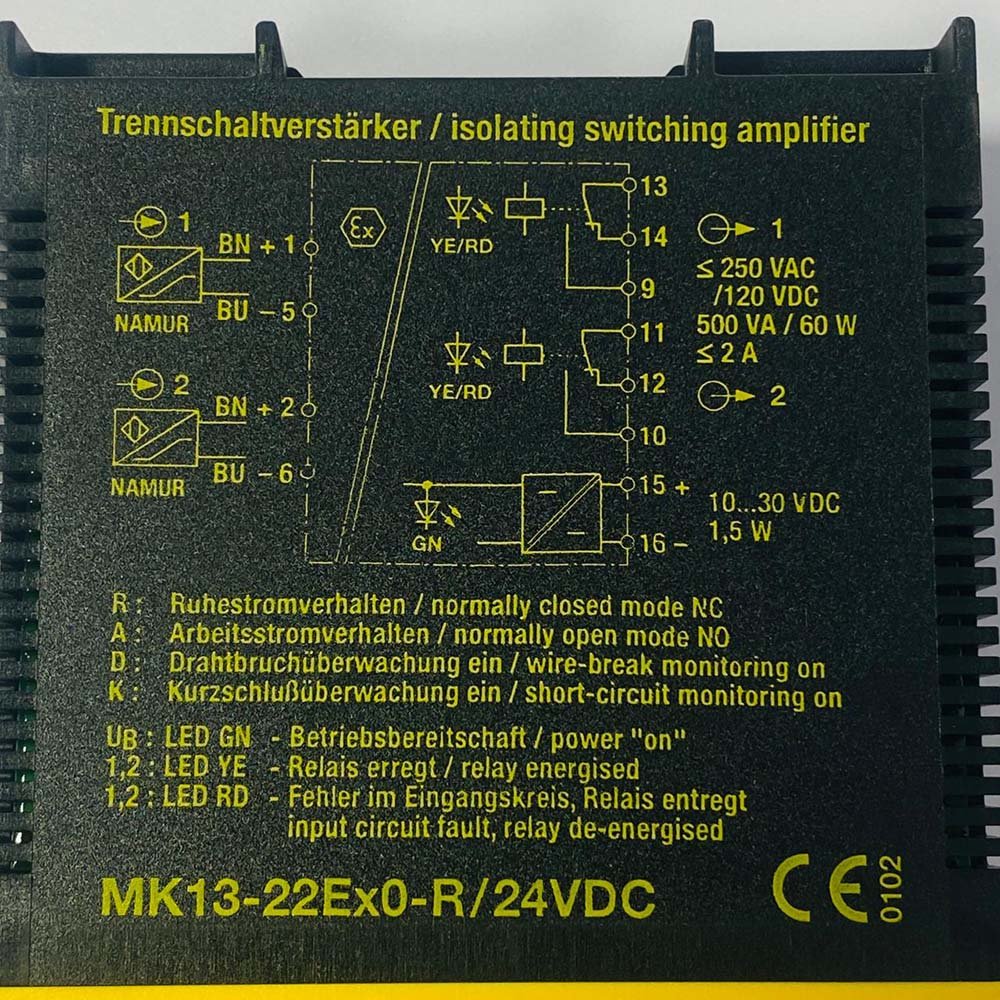 Trennschaltverstärker / isolating switching amplifier
13
1
BN + 1
Ex
YE/RD
14
1
≤ 250 VAC
BU – 5
9
/120 VDC
NAMUR
11
500 VA / 60 W
≤ 2 A
2
YE/RD
12
2
BN + 2
10
BU – 6
15 +
NAMUR
10...30 VDC
GN
16 –
1,5 W
R : Ruhestromverhalten / normally closed mode NC
A : Arbeitsstromverhalten / normally open mode NO
D : Drahtbruchüberwachung ein / wire-break monitoring on
K : Kurzschlußüberwachung ein / short-circuit monitoring on
UB : LED GN - Betriebsbereitschaft / power "on"
1,2 : LED YE - Relais erregt / relay energised
1,2 : LED RD - Fehler im Eingangskreis, Relais entregt
input circuit fault, relay de-energised
MK13-22Ex0-R/24VDC
CE
0102